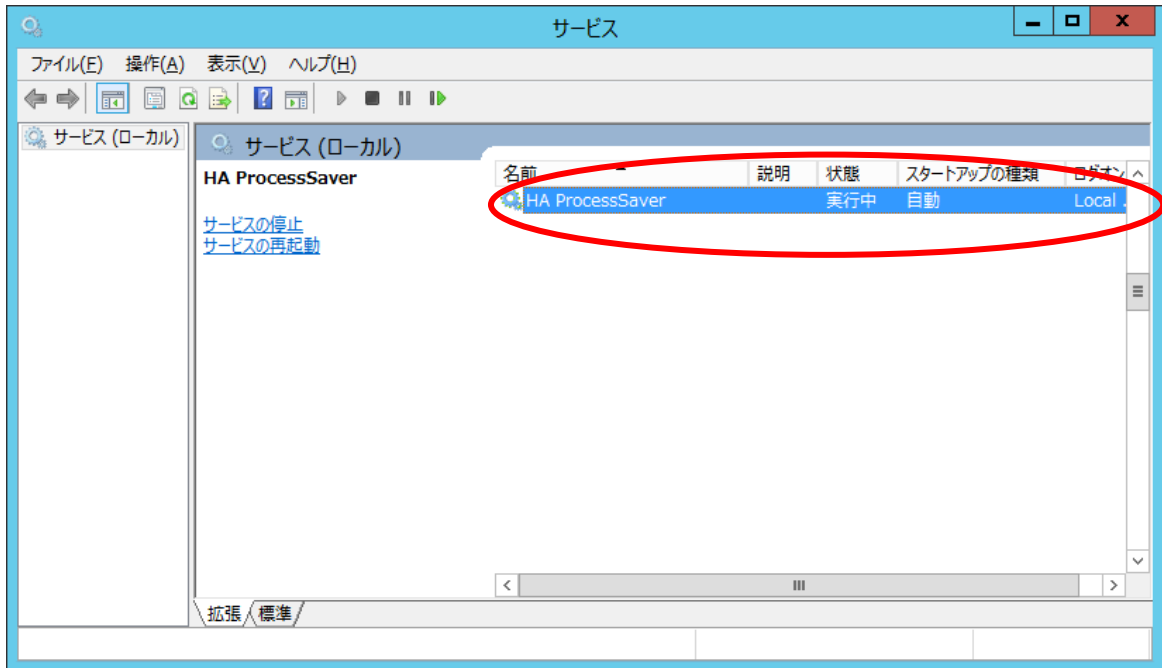 サービス
ファイル(F) 操作(A) 表示(V) ヘルプ(H)
サービス (ローカル)
サービス (ローカル)
HA ProcessSaver
サービスの停止
サービスの再起動
名前 説明 状態 スタートアップの種類 ログオン
HA ProcessSaver 実行中 自動 Local
拡張 標準